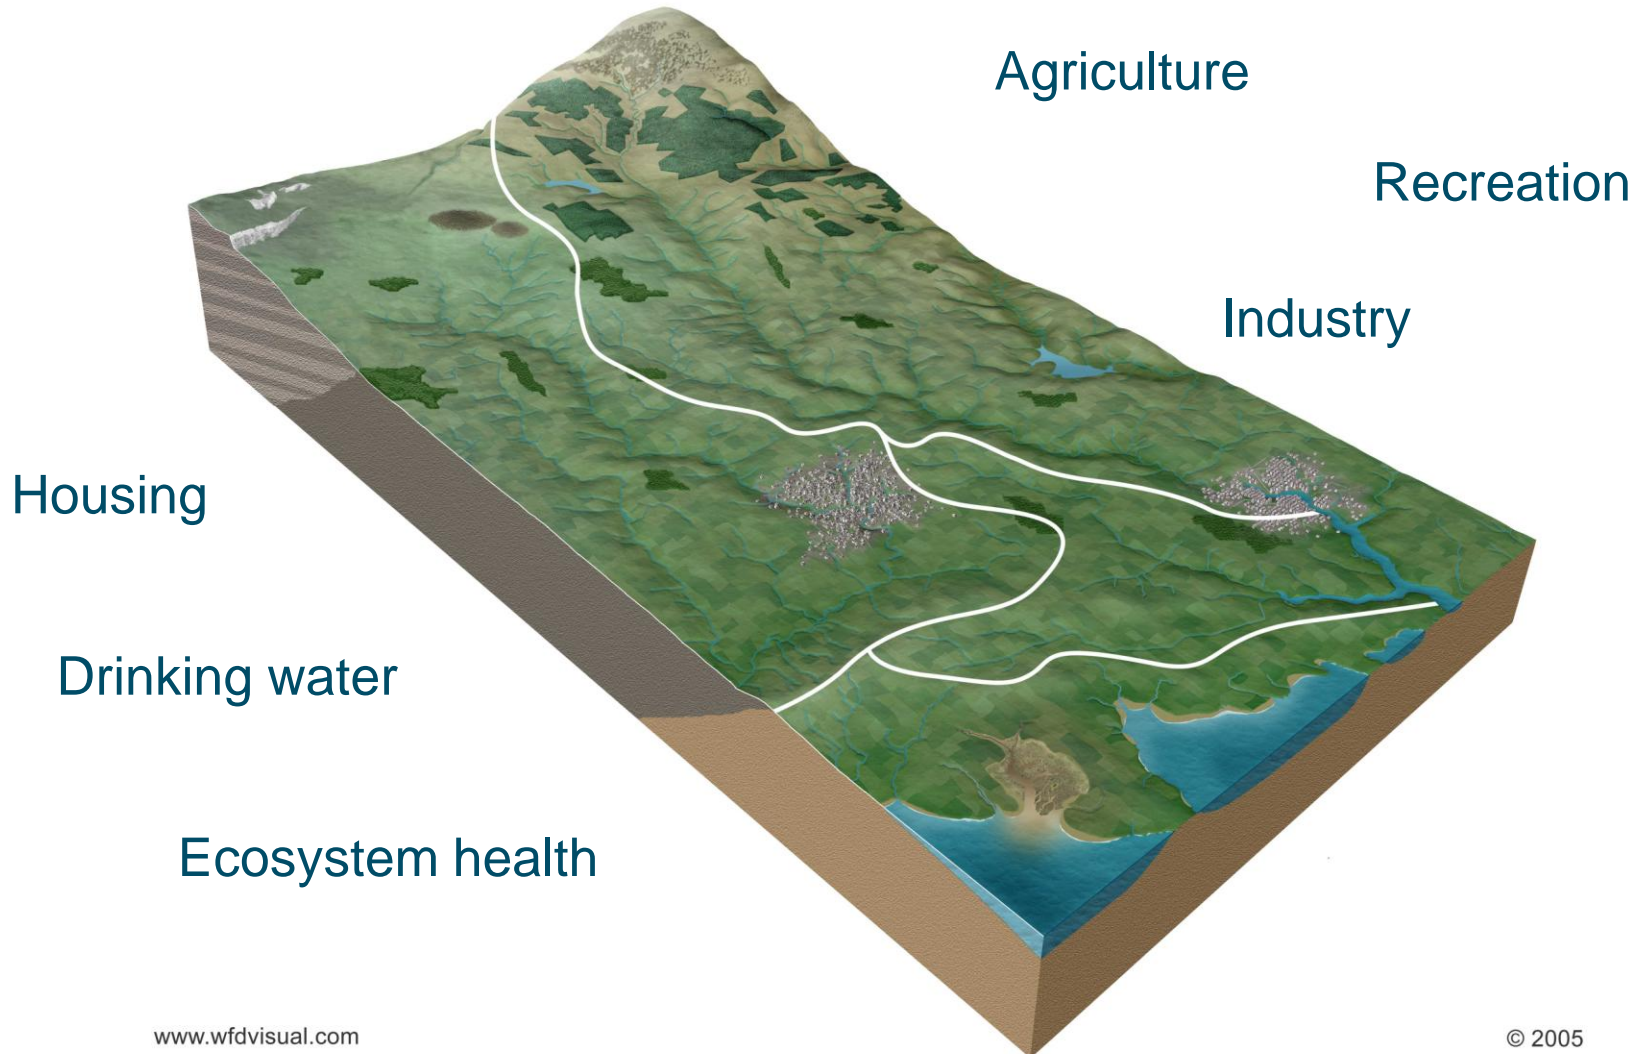 Agriculture
Recreation
Industry
Housing
Drinking water
Ecosystem health
www.wfdvisual.com
© 2005